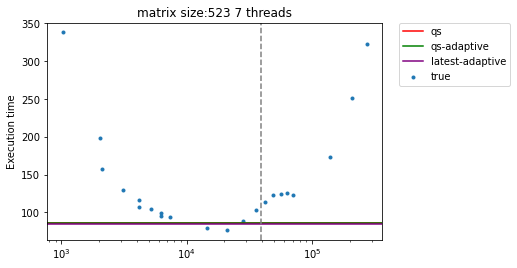 matrix size:523 7 threads
qs
qs-adaptive
latest-adaptive
true
Execution time
350
300
250
200
150
100
10³
10⁴
10⁵